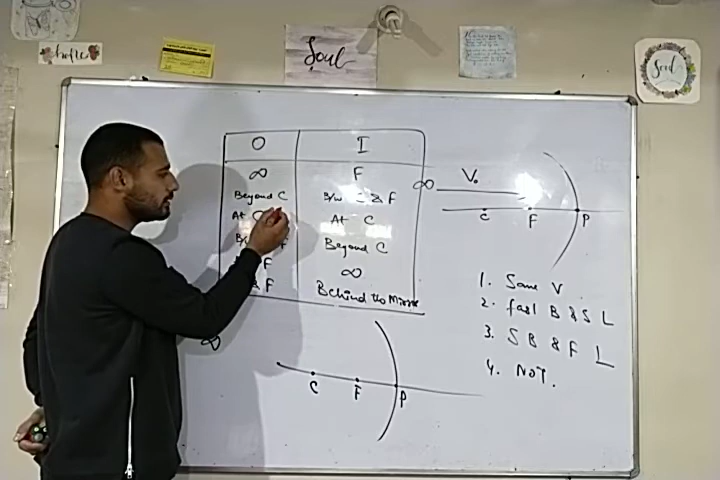 Soul
Soul
O I
∞ F
Beyond C B/w C & F
At C At C
F Beyond C
F ∞
& F Behind the Mirror
∞ V₀
C F P
1. Same V.
2. fast B & S L
3. S B & F L
4. Not.
C F P